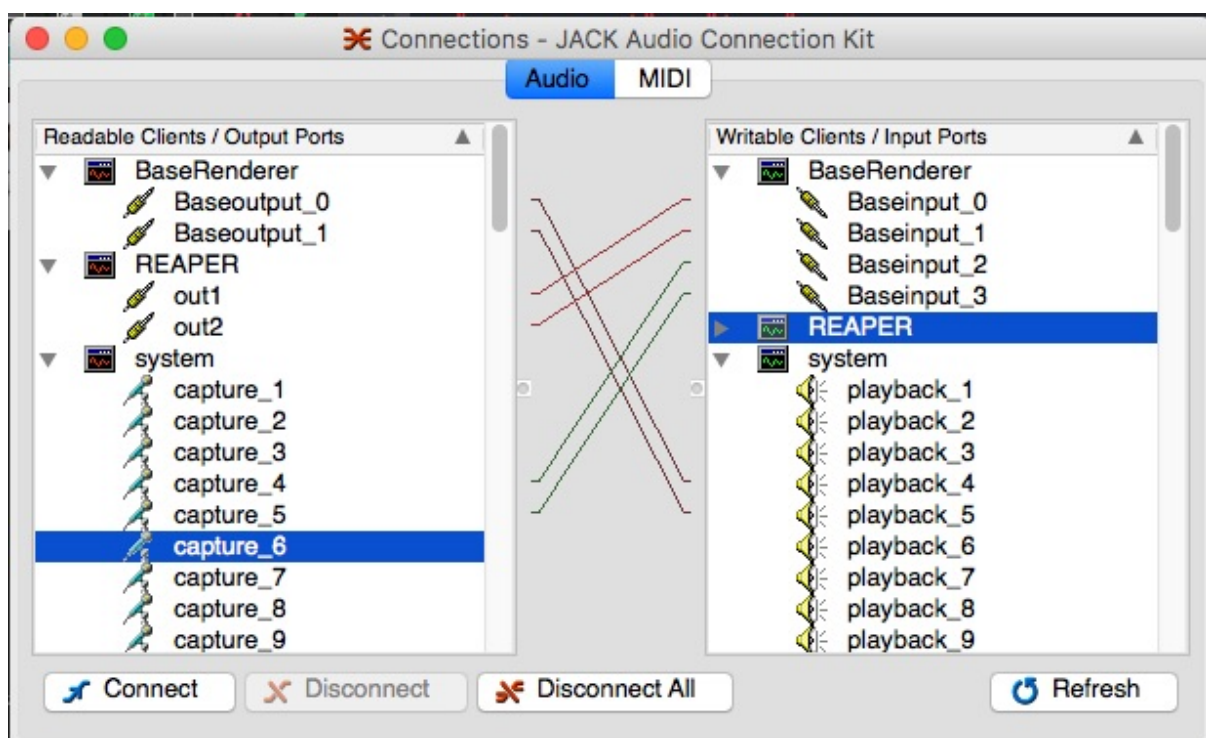 Connections - JACK Audio Connection Kit
Audio MIDI
Readable Clients / Output Ports
BaseRenderer
Baseoutput_0
Baseoutput_1
REAPER
out1
out2
system
capture_1
capture_2
capture_3
capture_4
capture_5
capture_6
capture_7
capture_8
capture_9
Writable Clients / Input Ports
BaseRenderer
Baseinput_0
Baseinput_1
Baseinput_2
Baseinput_3
REAPER
system
playback_1
playback_2
playback_3
playback_4
playback_5
playback_6
playback_7
playback_8
playback_9
Connect Disconnect Disconnect All Refresh